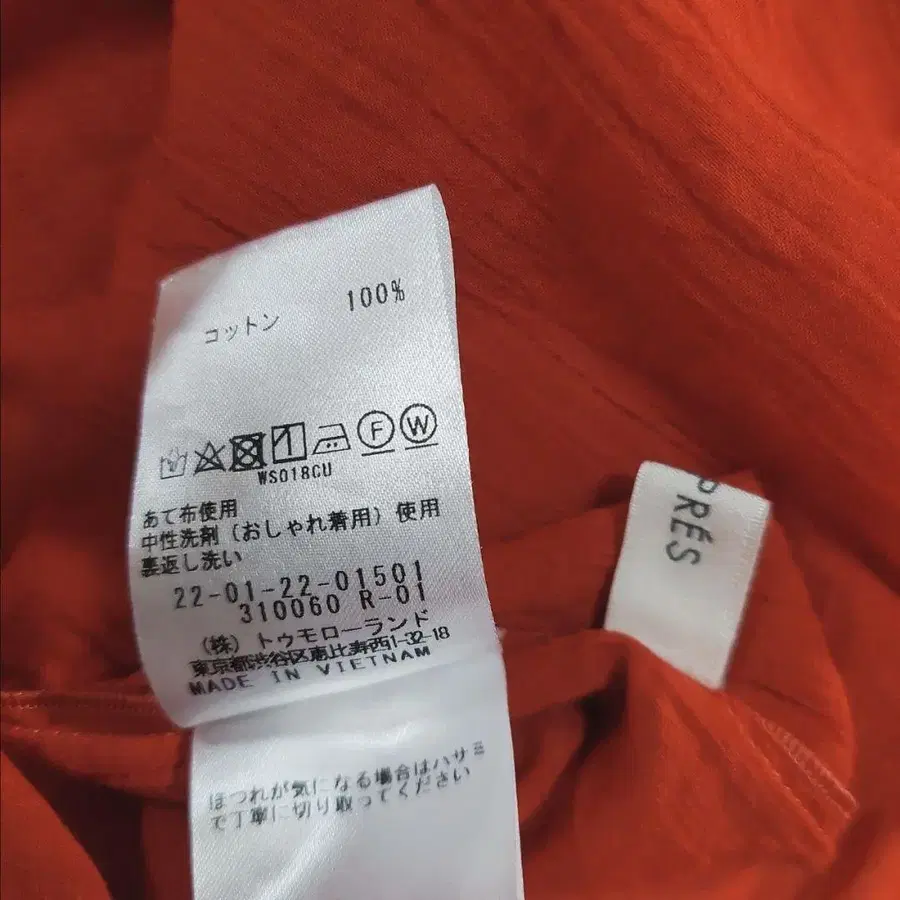 コットン 100%
F W
WS018CU
あて布使用
中性洗剤（おしゃれ着用）使用
裏返し洗い
22-01-22-01501
310060 R-01
（株）トゥモローランド
東京都渋谷区恵比寿西1-32-18
MADE IN VIETNAM
ほつれが気になる場合はハサミ
で丁寧に切り取ってください
PRÉS